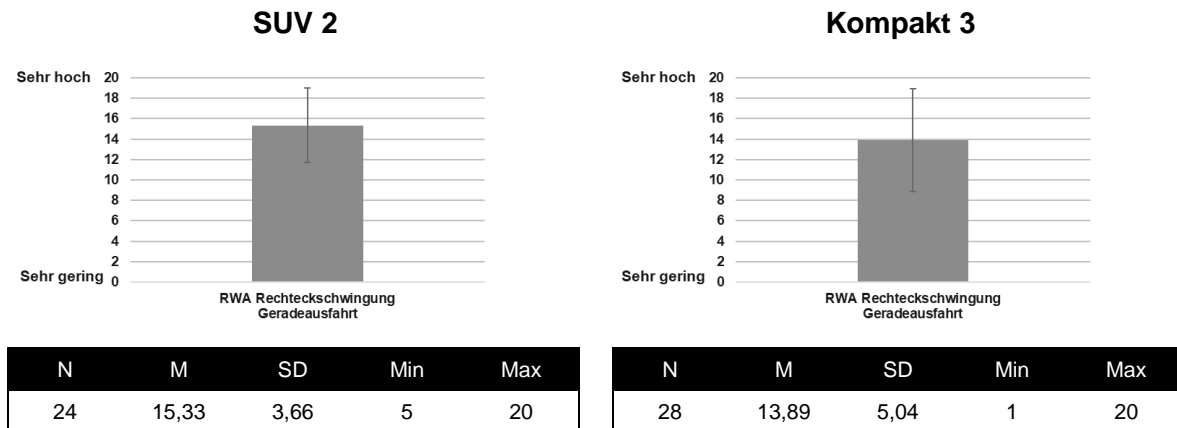 SUV 2
Sehr hoch 20
18
16
14
12
10
8
6
4
2
Sehr gering 0
RWA Rechteckschwingung
Geradeausfahrt
N M SD Min Max
24 15,33 3,66 5 20
Kompakt 3
Sehr hoch 20
18
16
14
12
10
8
6
4
2
Sehr gering 0
RWA Rechteckschwingung
Geradeausfahrt
N M SD Min Max
28 13,89 5,04 1 20